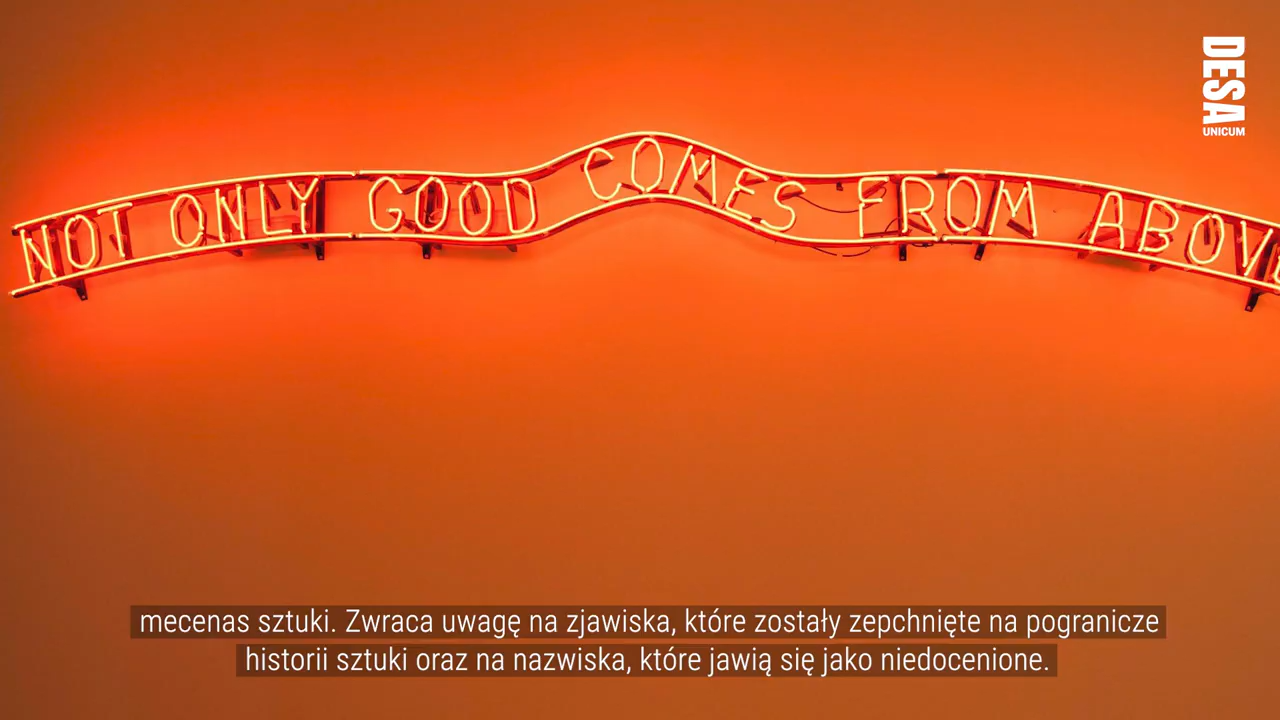 DESA
UNICUM
NOT ONLY GOOD COMES FROM ABOVE
mecenas sztuki. Zwraca uwagę na zjawiska, które zostały zepchnięte na pogranicze
historii sztuki oraz na nazwiska, które jawią się jako niedocenione.